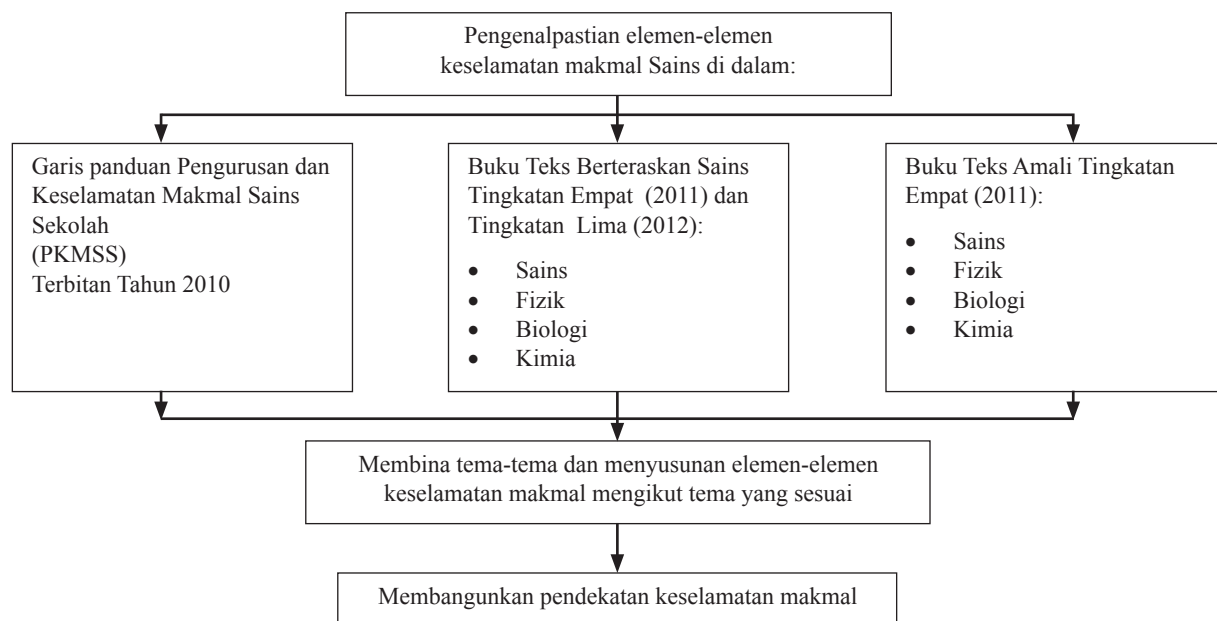 Pengenalpastian elemen-elemen
keselamatan makmal Sains di dalam:
Garis panduan Pengurusan dan
Keselamatan Makmal Sains
Sekolah
(PKMSS)
Terbitan Tahun 2010
Buku Teks Berteraskan Sains
Tingkatan Empat (2011) dan
Tingkatan Lima (2012):
• Sains
• Fizik
• Biologi
• Kimia
Buku Teks Amali Tingkatan
Empat (2011):
• Sains
• Fizik
• Biologi
• Kimia
Membina tema-tema dan menyusunan elemen-elemen
keselamatan makmal mengikut tema yang sesuai
Membangunkan pendekatan keselamatan makmal